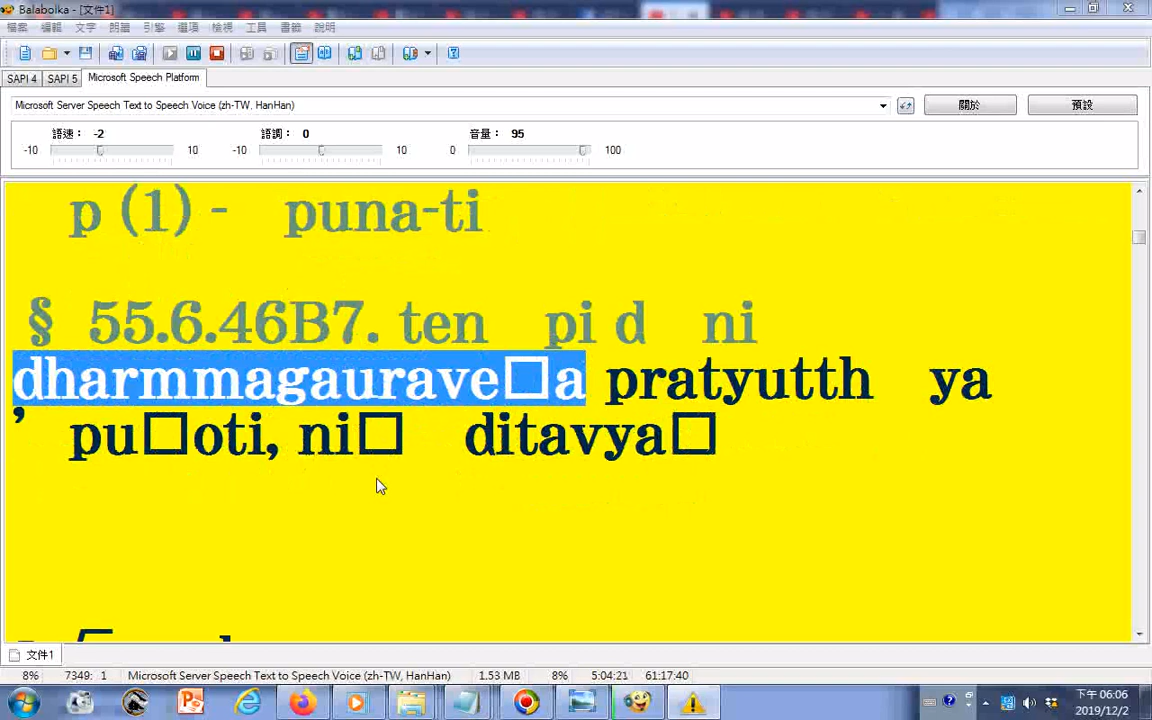 Balabolka - [文件1]
檔案 編輯 文字 朗讀 引擎 選項 檢視 工具 書籤 說明
SAPI 4 SAPI 5 Microsoft Speech Platform
Microsoft Server Speech Text to Speech Voice (zh-TW, HanHan)
關於 預設
語速： -2 語調： 0 音量： 95
-10 10 -10 10 0 100
p (1) - puna-ti
§ 55.6.46B7. ten pi d ni
dharmmagaurave□a pratyutth ya
’ pu□oti, ni□ ditavya□
文件1
8% 7349: 1 Microsoft Server Speech Text to Speech Voice (zh-TW, HanHan) 1.53 MB 8% 5:04:21 61:17:40
下午 06:06
2019/12/2